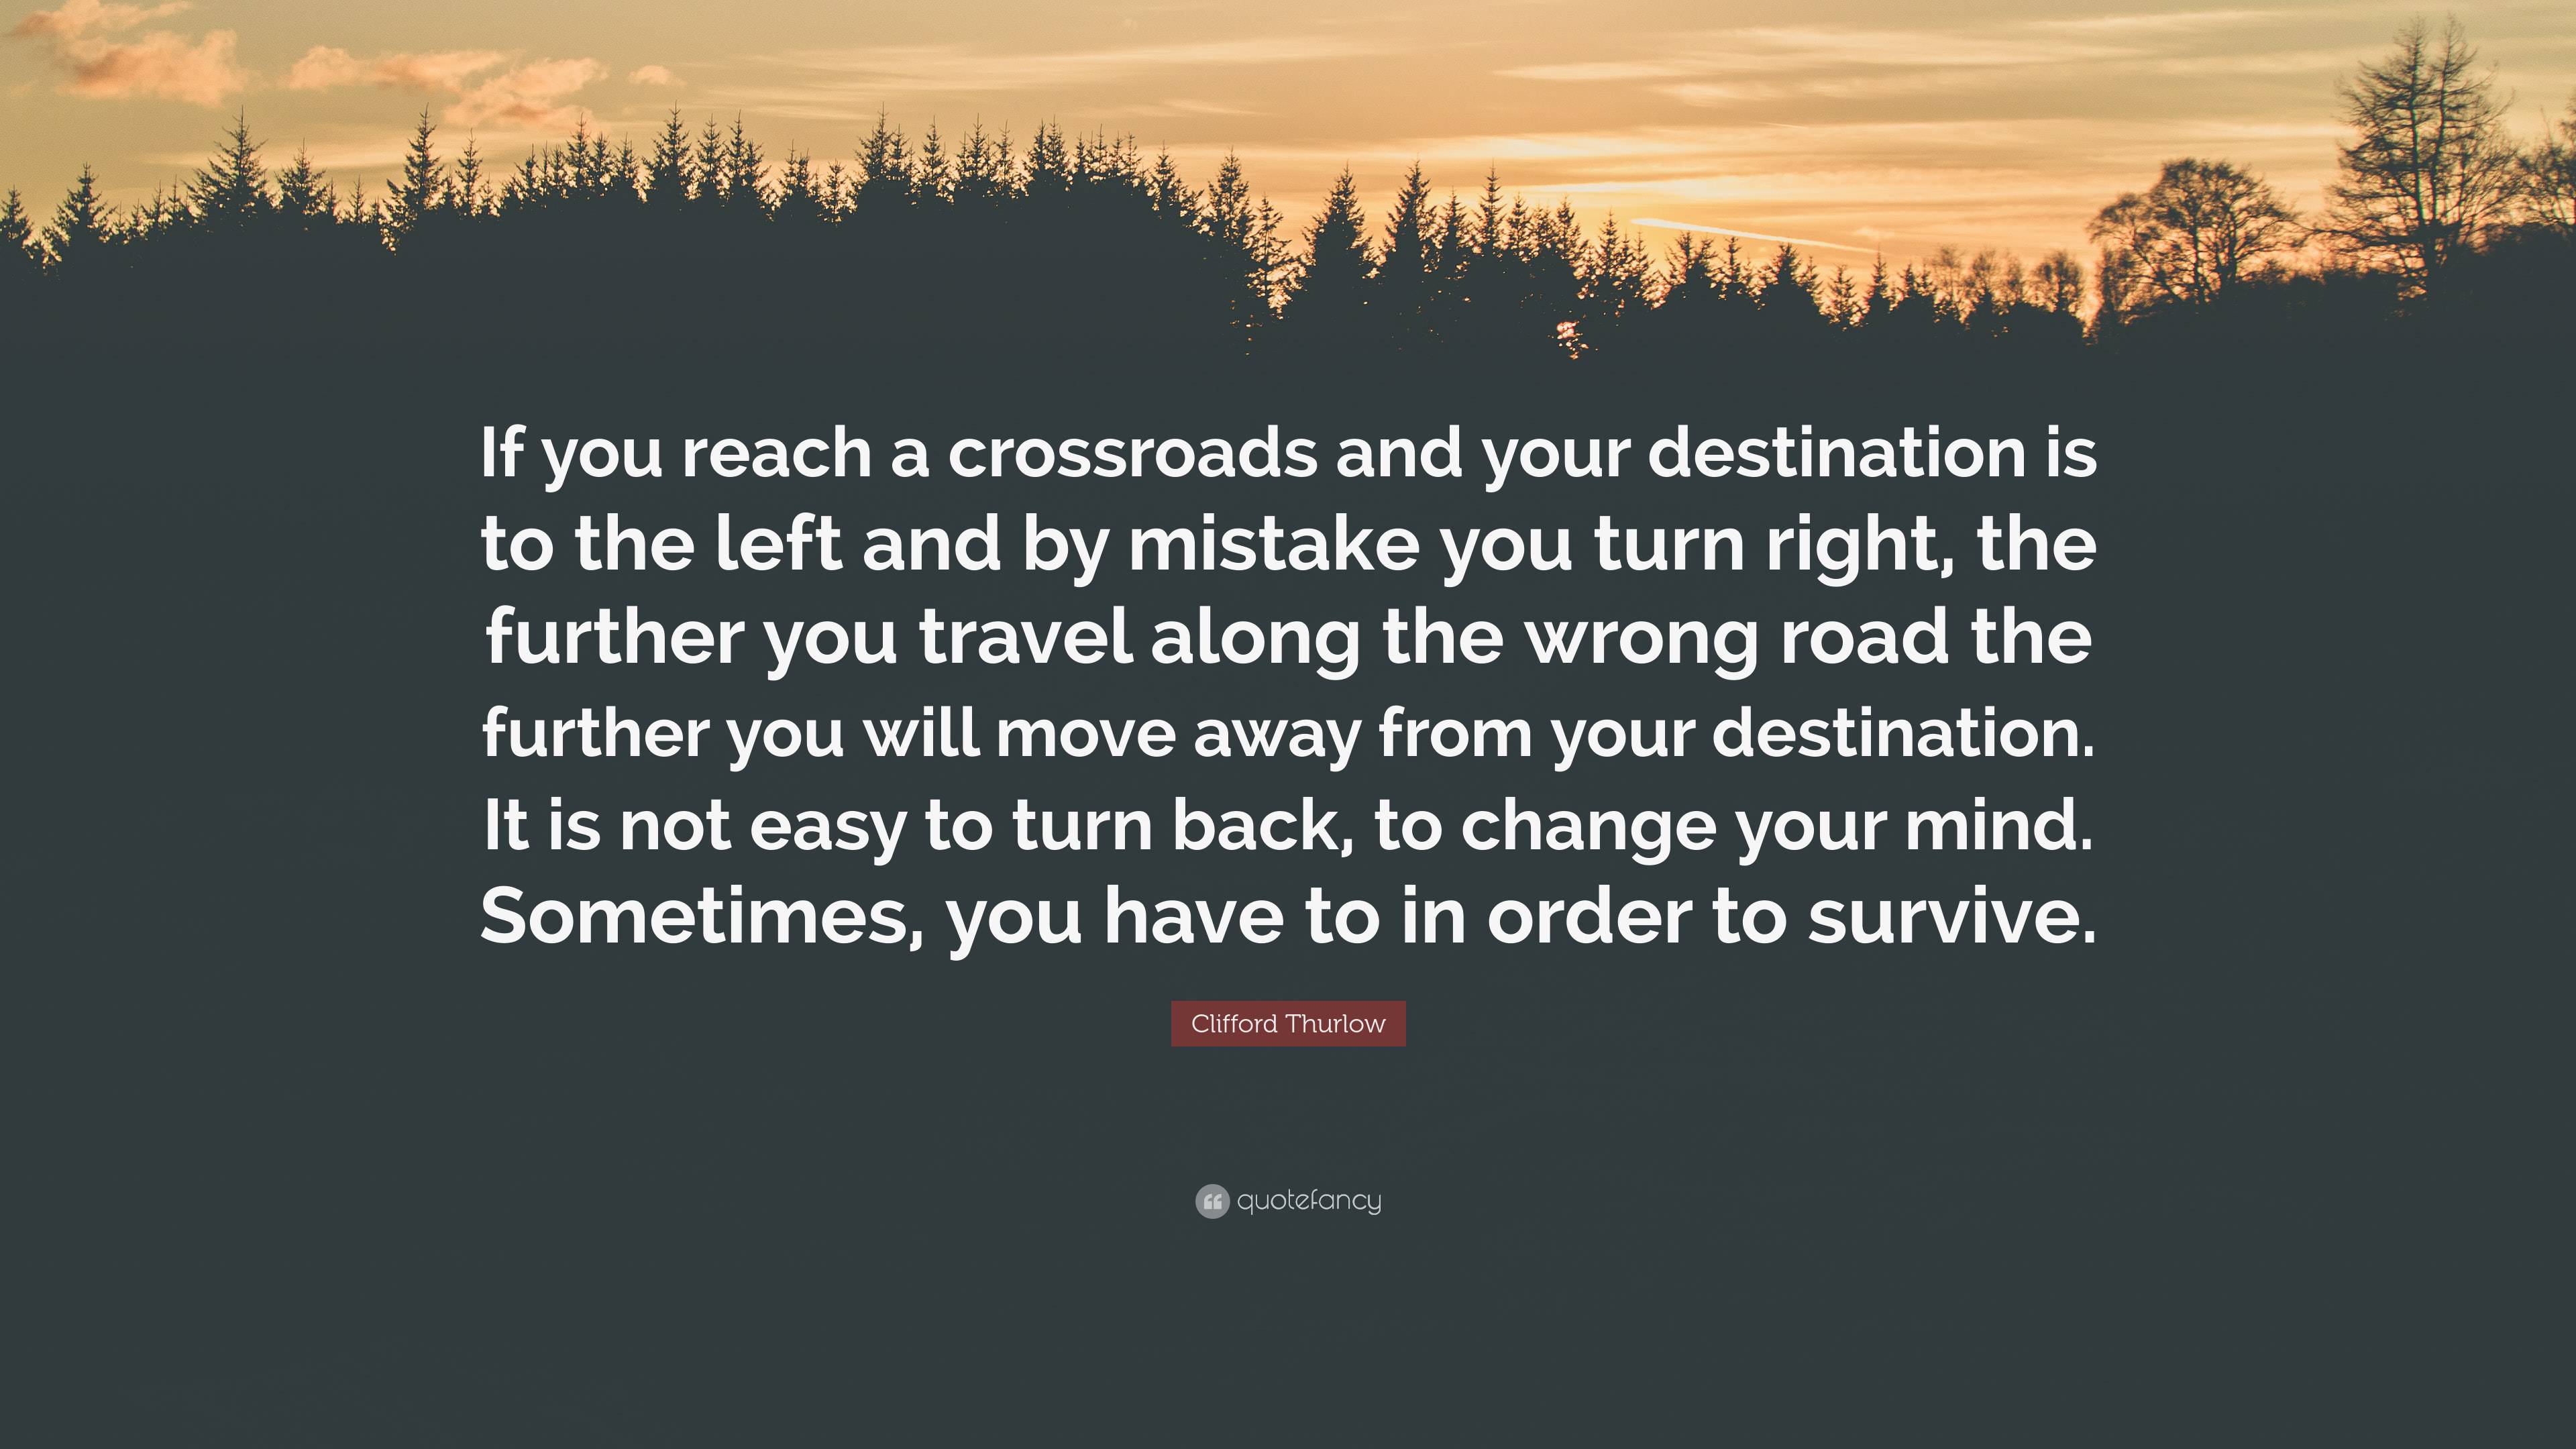 If you reach a crossroads and your destination is
to the left and by mistake you turn right, the
further you travel along the wrong road the
further you will move away from your destination.
It is not easy to turn back, to change your mind.
Sometimes, you have to in order to survive.
Clifford Thurlow
quotefancy